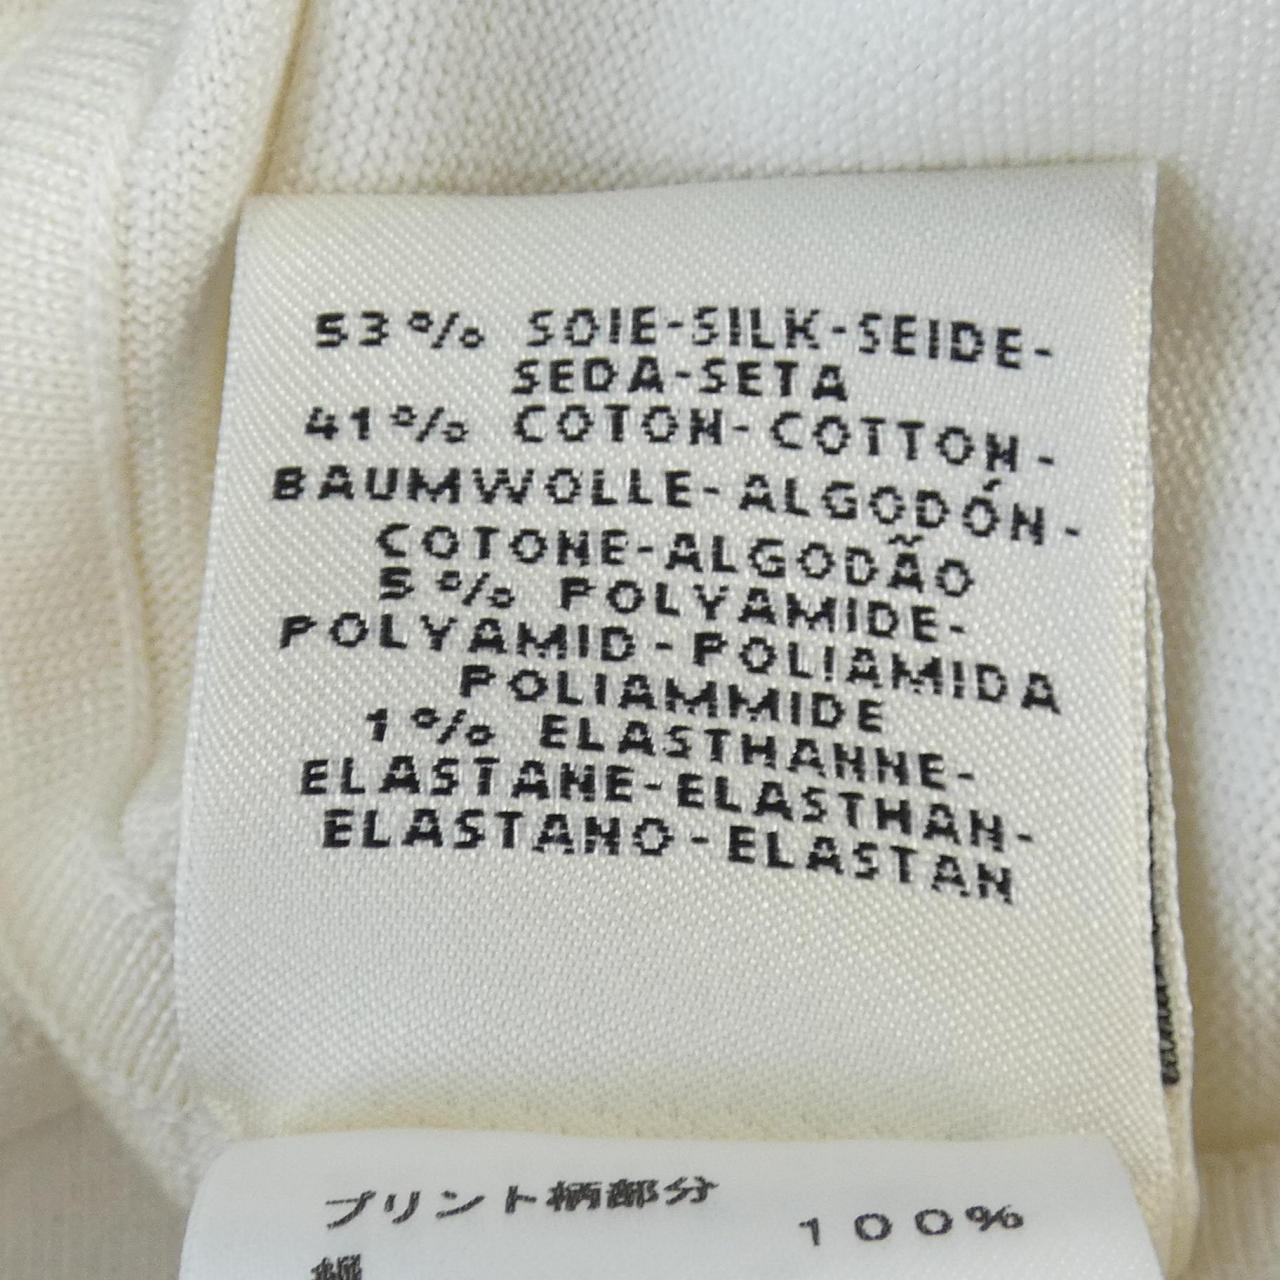 53% SOIE-SILK-SEIDE-
SEDA-SETA
41% COTON-COTTON-
BAUMWOLLE-ALGODÓN-
COTONE-ALGODÃO
5% POLYAMIDE-
POLYAMID-POLIAMIDA
POLIAMMIDE
1% ELASTHANNE-
ELASTANE-ELASTHAN-
ELASTANO-ELASTAN
プリント柄部分
100%